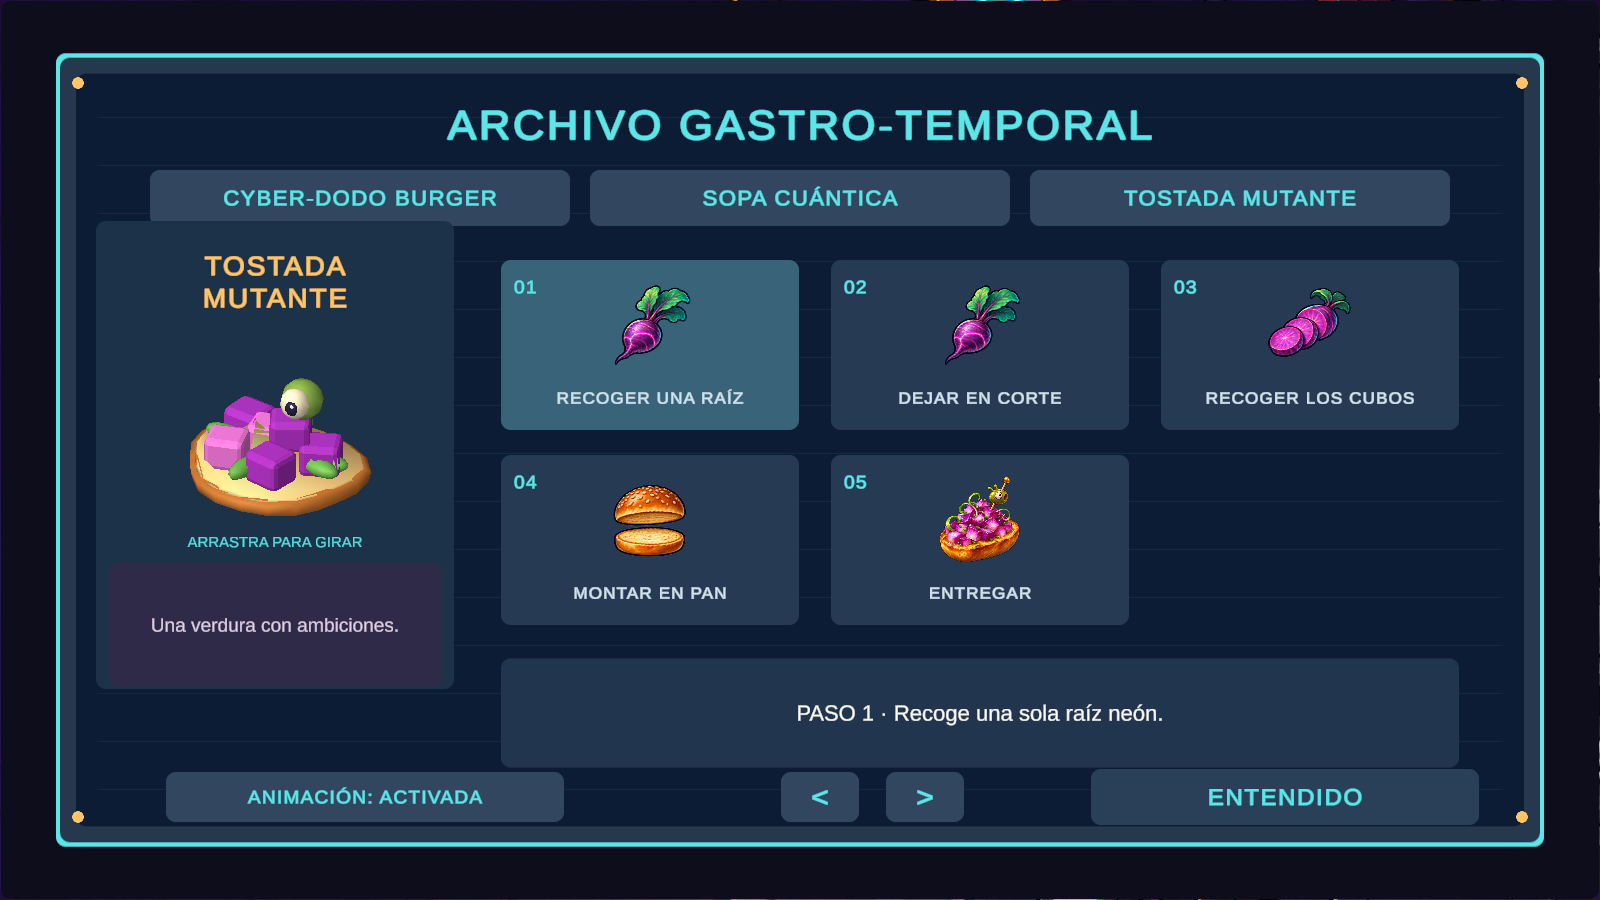 ARCHIVO GASTRO-TEMPORAL
CYBER-DODO BURGER
SOPA CUÁNTICA
TOSTADA MUTANTE
TOSTADA
MUTANTE
ARRASTRA PARA GIRAR
Una verdura con ambiciones.
01
RECOGER UNA RAÍZ
02
DEJAR EN CORTE
03
RECOGER LOS CUBOS
04
MONTAR EN PAN
05
ENTREGAR
PASO 1 · Recoge una sola raíz neón.
ANIMACIÓN: ACTIVADA
<
>
ENTENDIDO